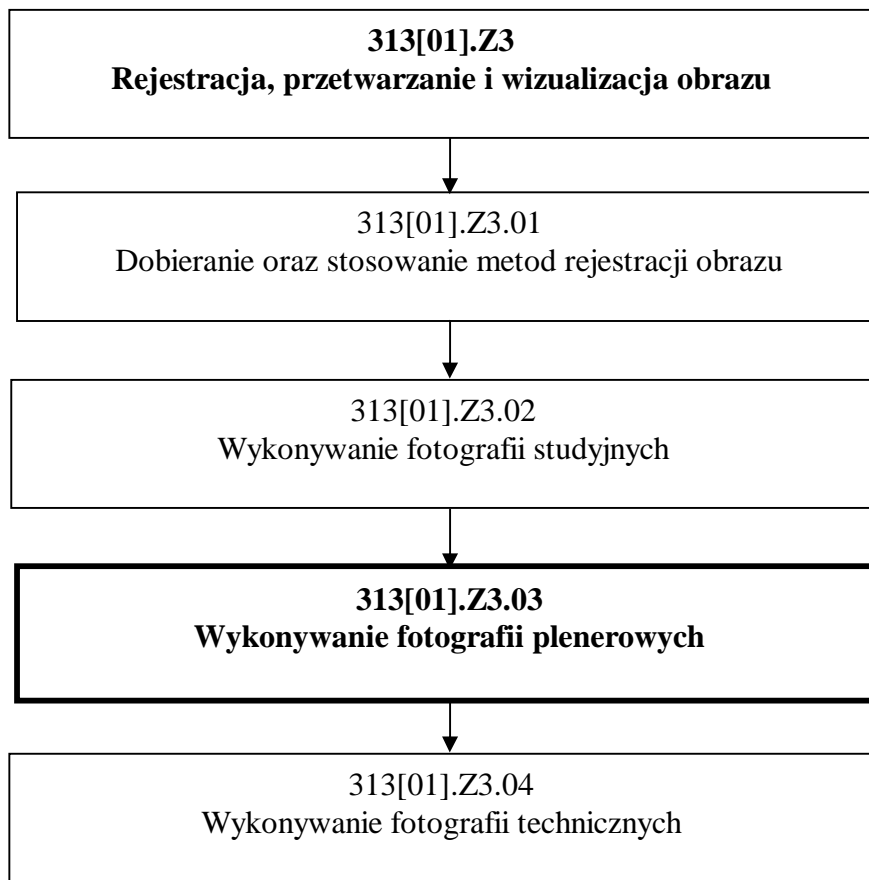 313[01].Z3
Rejestracja, przetwarzanie i wizualizacja obrazu
313[01].Z3.01
Dobieranie oraz stosowanie metod rejestracji obrazu
313[01].Z3.02
Wykonywanie fotografii studyjnych
313[01].Z3.03
Wykonywanie fotografii plenerowych
313[01].Z3.04
Wykonywanie fotografii technicznych